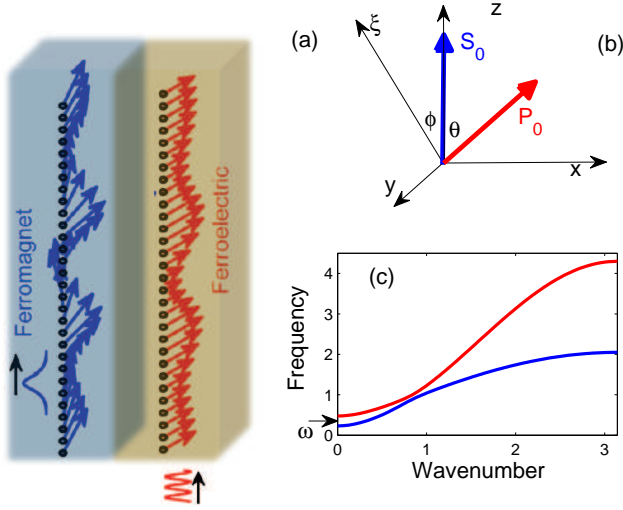 Ferromagnet
Ferroelectric
(a)
ξ
z
(b)
S0
P0
ϕ
θ
x
y
(c)
Frequency
4
3
2
1
0
ω
0
1
2
3
Wavenumber